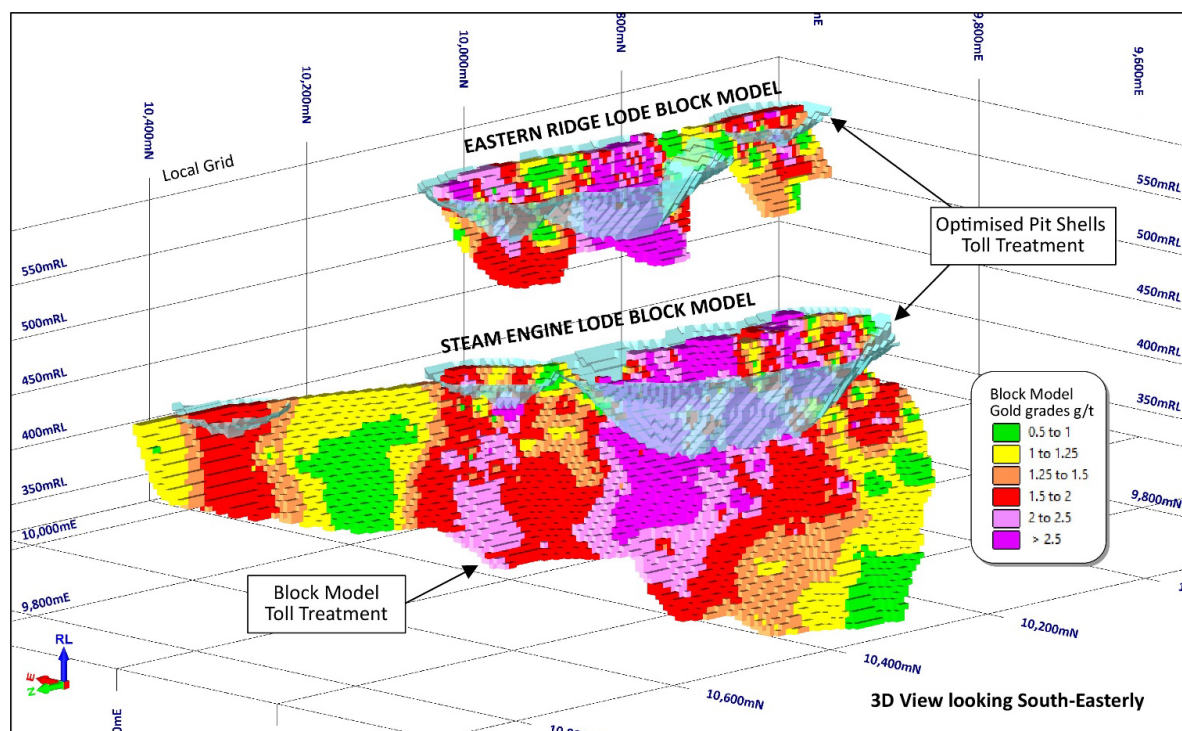 10,400mN
10,200mN
10,000mN
9,800mE
9,600mE
Local Grid
EASTERN RIDGE LODE BLOCK MODEL
550mRL
500mRL
450mRL
400mRL
350mRL
Optimised Pit Shells
Toll Treatment
550mRL
500mRL
450mRL
400mRL
350mRL
STEAM ENGINE LODE BLOCK MODEL
Block Model
Gold grades g/t
0.5 to 1
1 to 1.25
1.25 to 1.5
1.5 to 2
2 to 2.5
> 2.5
10,000mE
9,800mE
9,800mE
Block Model
Toll Treatment
10,200mN
10,400mN
10,600mN
RL
E
N
3D View looking South-Easterly